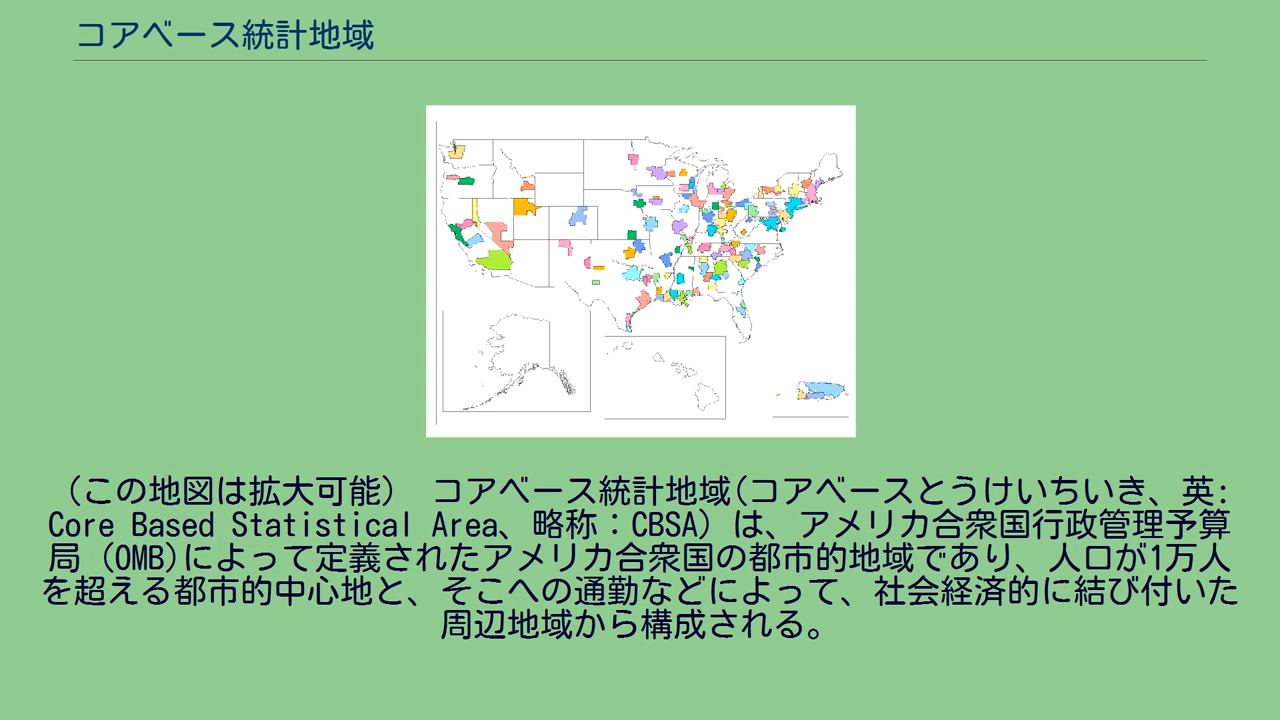 コアベース統計地域
（この地図は拡大可能） コアベース統計地域(コアベースとうけいちいき、英:
Core Based Statistical Area、略称：CBSA）は、アメリカ合衆国行政管理予算
局（OMB)によって定義されたアメリカ合衆国の都市的地域であり、人口が1万人
を超える都市的中心地と、そこへの通勤などによって、社会経済的に結び付いた
周辺地域から構成される。